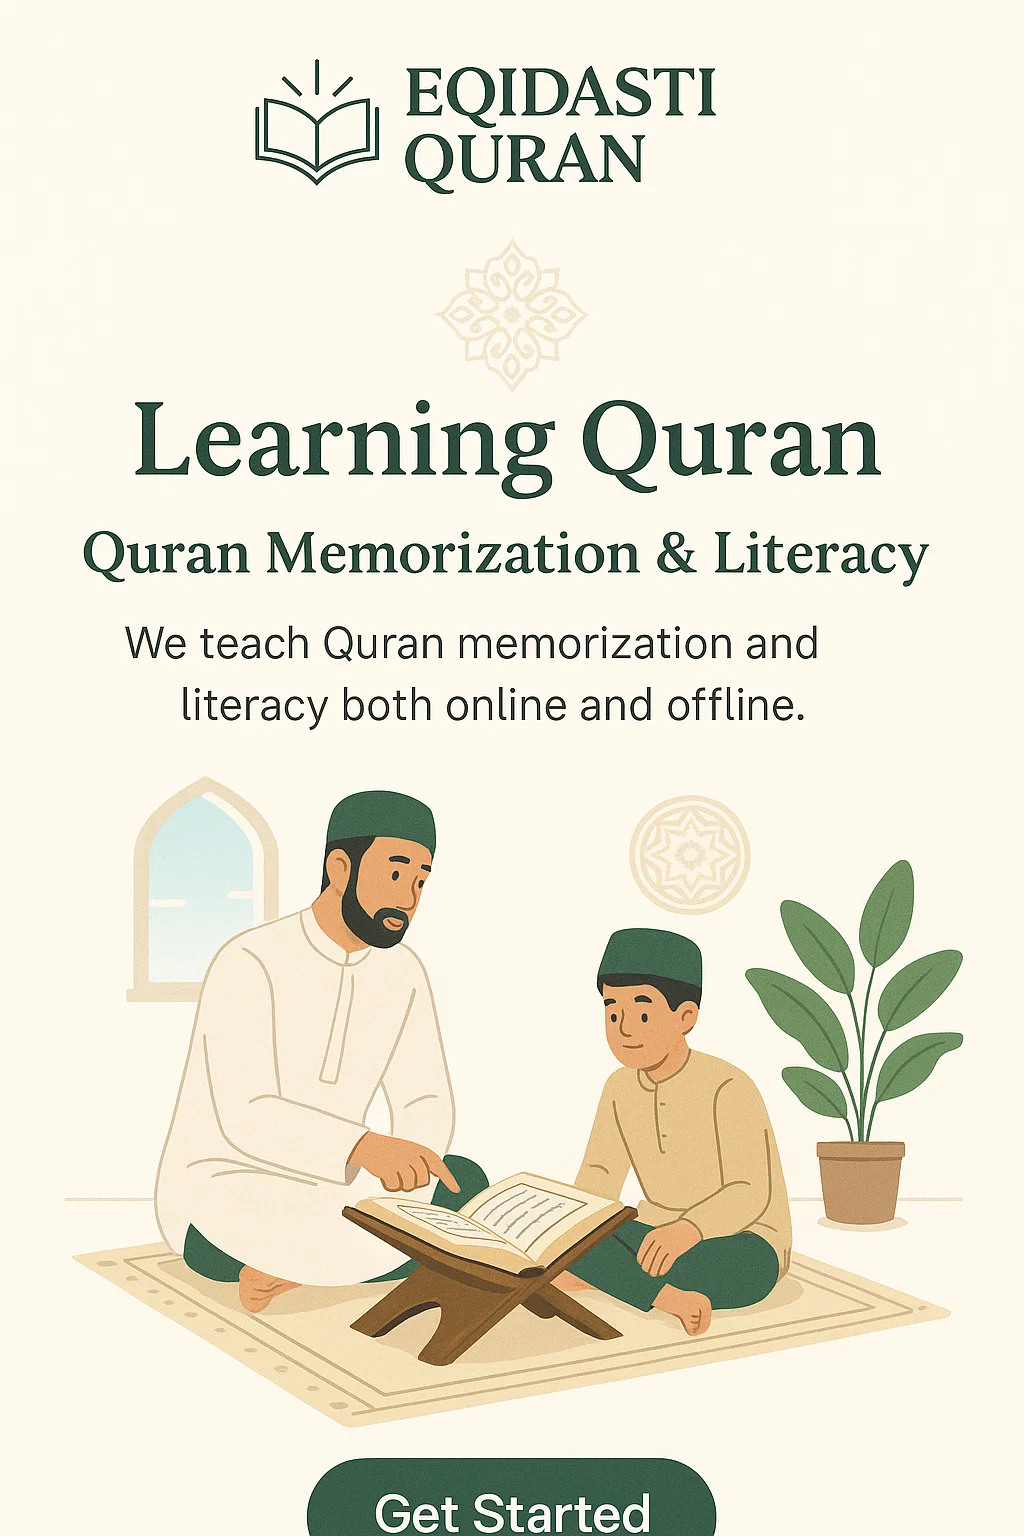 EQIDASTI
QURAN
Learning Quran
Quran Memorization & Literacy
We teach Quran memorization and
literacy both online and offline.
Get Started